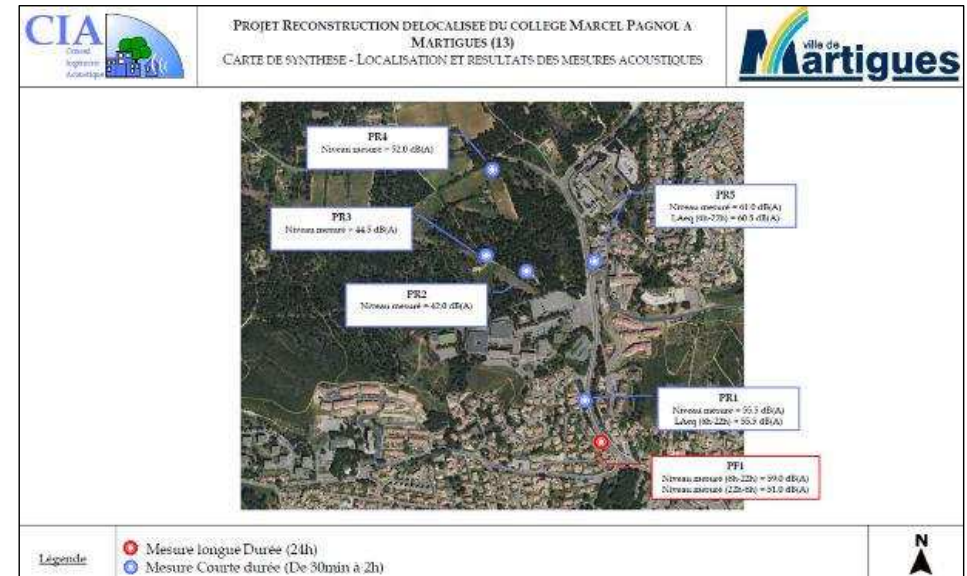 CIA
Conseil
Ingénierie
Acoustique
PROJET RECONSTRUCTION DELOCALISEE DU COLLEGE MARCEL PAGNOL A
MARTIGUES (13)
CARTE DE SYNTHESE - LOCALISATION ET RESULTATS DES MESURES ACOUSTIQUES
ville de
Martigues
PR4
Niveau mesuré = 52.0 dB(A)
PR5
Niveau mesuré = 61.0 dB(A)
LAeq (6h-22h) = 60.5 dB(A)
PR3
Niveau mesuré = 44.5 dB(A)
PR2
Niveau mesuré = 42.0 dB(A)
PR1
Niveau mesuré = 55.5 dB(A)
LAeq (6h-22h) = 55.5 dB(A)
PF1
Niveau mesuré (6h-22h) = 59.0 dB(A)
Niveau mesuré (22h-6h) = 51.0 dB(A)
Légende
Mesure longue Durée (24h)
Mesure Courte durée (De 30min à 2h)
N